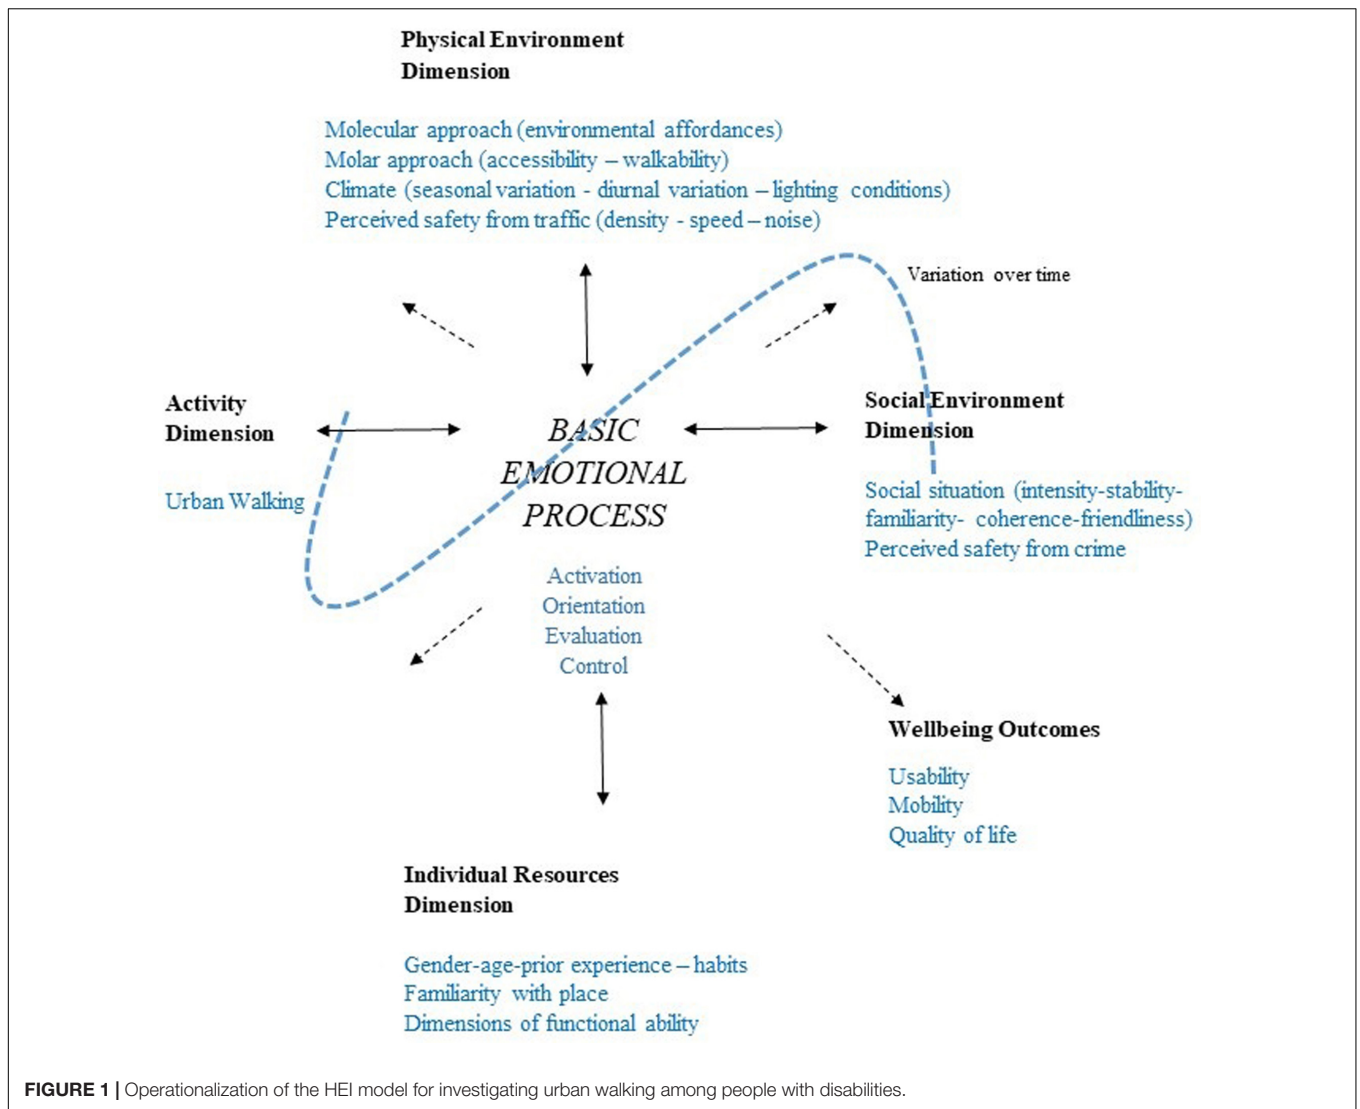 Physical Environment
Dimension
Molecular approach (environmental affordances)
Molar approach (accessibility – walkability)
Climate (seasonal variation - diurnal variation – lighting conditions)
Perceived safety from traffic (density - speed – noise)
Variation over time
Activity
Dimension
Urban Walking
BASIC
EMOTIONAL
PROCESS
Activation
Orientation
Evaluation
Control
Social Environment
Dimension
Social situation (intensity-stability-
familiarity- coherence-friendliness)
Perceived safety from crime
Wellbeing Outcomes
Usability
Mobility
Quality of life
Individual Resources
Dimension
Gender-age-prior experience – habits
Familiarity with place
Dimensions of functional ability
FIGURE 1 | Operationalization of the HEI model for investigating urban walking among people with disabilities.